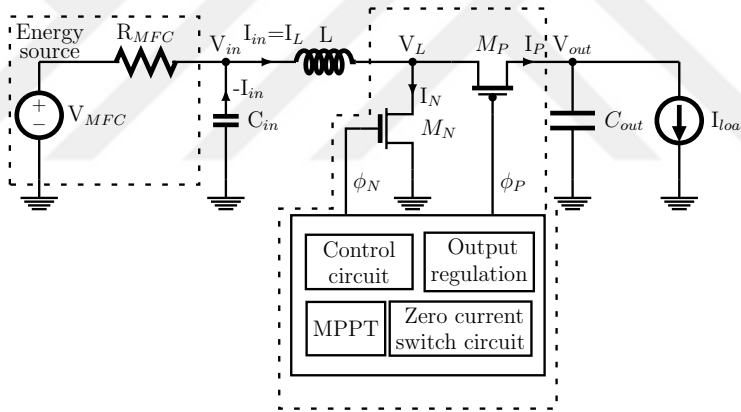 Energy
source
R_MFC
V_MFC
V_in
I_in=I_L
L
-I_in
C_in
V_L
I_N
M_N
M_P
I_P
V_out
C_out
I_loa
ϕ_N
ϕ_P
Control
circuit
Output
regulation
MPPT
Zero current
switch circuit